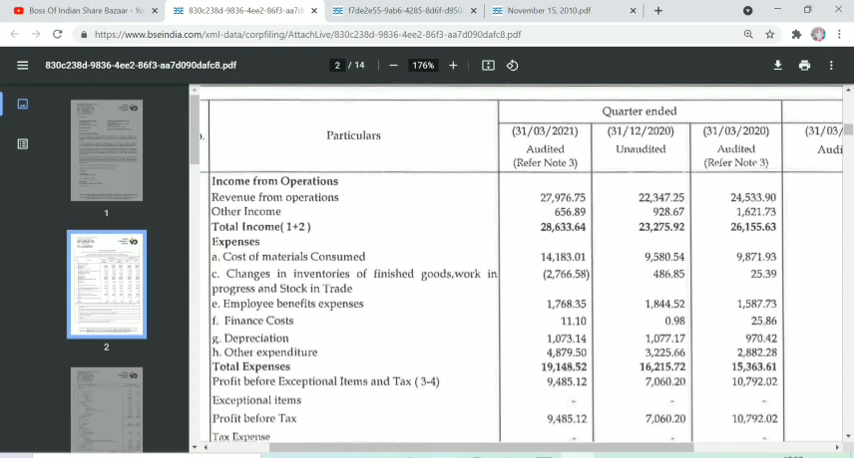 Boss Of Indian Share Bazaar - Yo
830c238d-9836-4ee2-86f3-aa7d
f7de2e55-9ab6-4285-8d6f-d950
November 15, 2010.pdf
https://www.bseindia.com/xml-data/corpfiling/AttachLive/830c238d-9836-4ee2-86f3-aa7d090dafc8.pdf
830c238d-9836-4ee2-86f3-aa7d090dafc8.pdf
2 / 14
176%
1
2
Quarter ended
Particulars (31/03/2021) (31/12/2020) (31/03/2020) (31/03/
Audited Unaudited Audited Audi
(Refer Note 3) (Refer Note 3)
Income from Operations
Revenue from operations 27,976.75 22,347.25 24,533.90
Other Income 656.89 928.67 1,621.73
Total Income( 1+2 ) 28,633.64 23,275.92 26,155.63
Expenses
a. Cost of materials Consumed 14,183.01 9,580.54 9,871.93
c. Changes in inventories of finished goods,work in (2,766.58) 486.85 25.39
progress and Stock in Trade
e. Employee benefits expenses 1,768.35 1,844.52 1,587.73
f. Finance Costs 11.10 0.98 25.86
g. Depreciation 1,073.14 1,077.17 970.42
h. Other expenditure 4,879.50 3,225.66 2,882.28
Total Expenses 19,148.52 16,215.72 15,363.61
Profit before Exceptional Items and Tax ( 3-4) 9,485.12 7,060.20 10,792.02
Exceptional items - - -
Profit before Tax 9,485.12 7,060.20 10,792.02
Tax Expense - - -